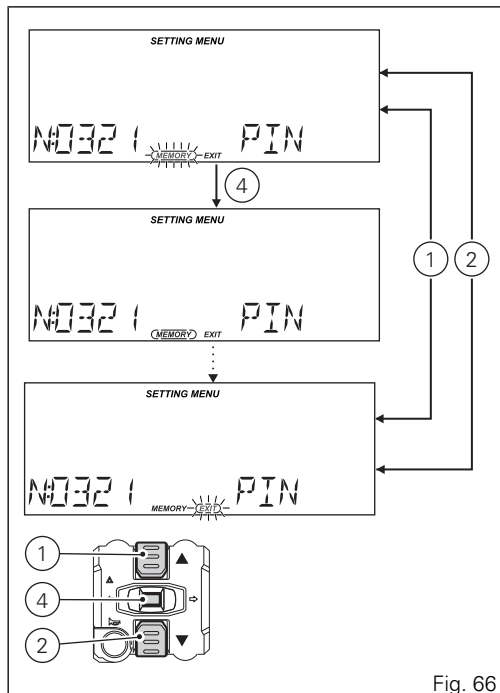 SETTING MENU
N:0321 PIN
MEMORY EXIT
4
SETTING MENU
N:0321 PIN
MEMORY EXIT
1 2
SETTING MENU
N:0321 PIN
MEMORY EXIT
1
4
2
Fig. 66